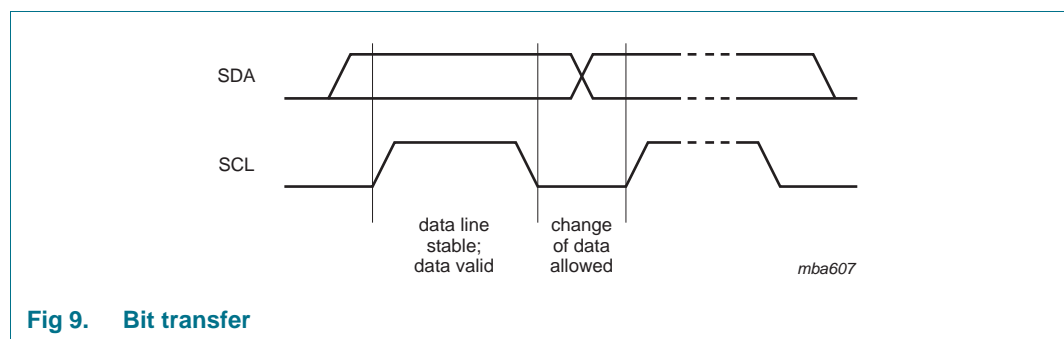 SDA
SCL
data line
stable;
data valid
change
of data
allowed
mba607
Fig 9. Bit transfer